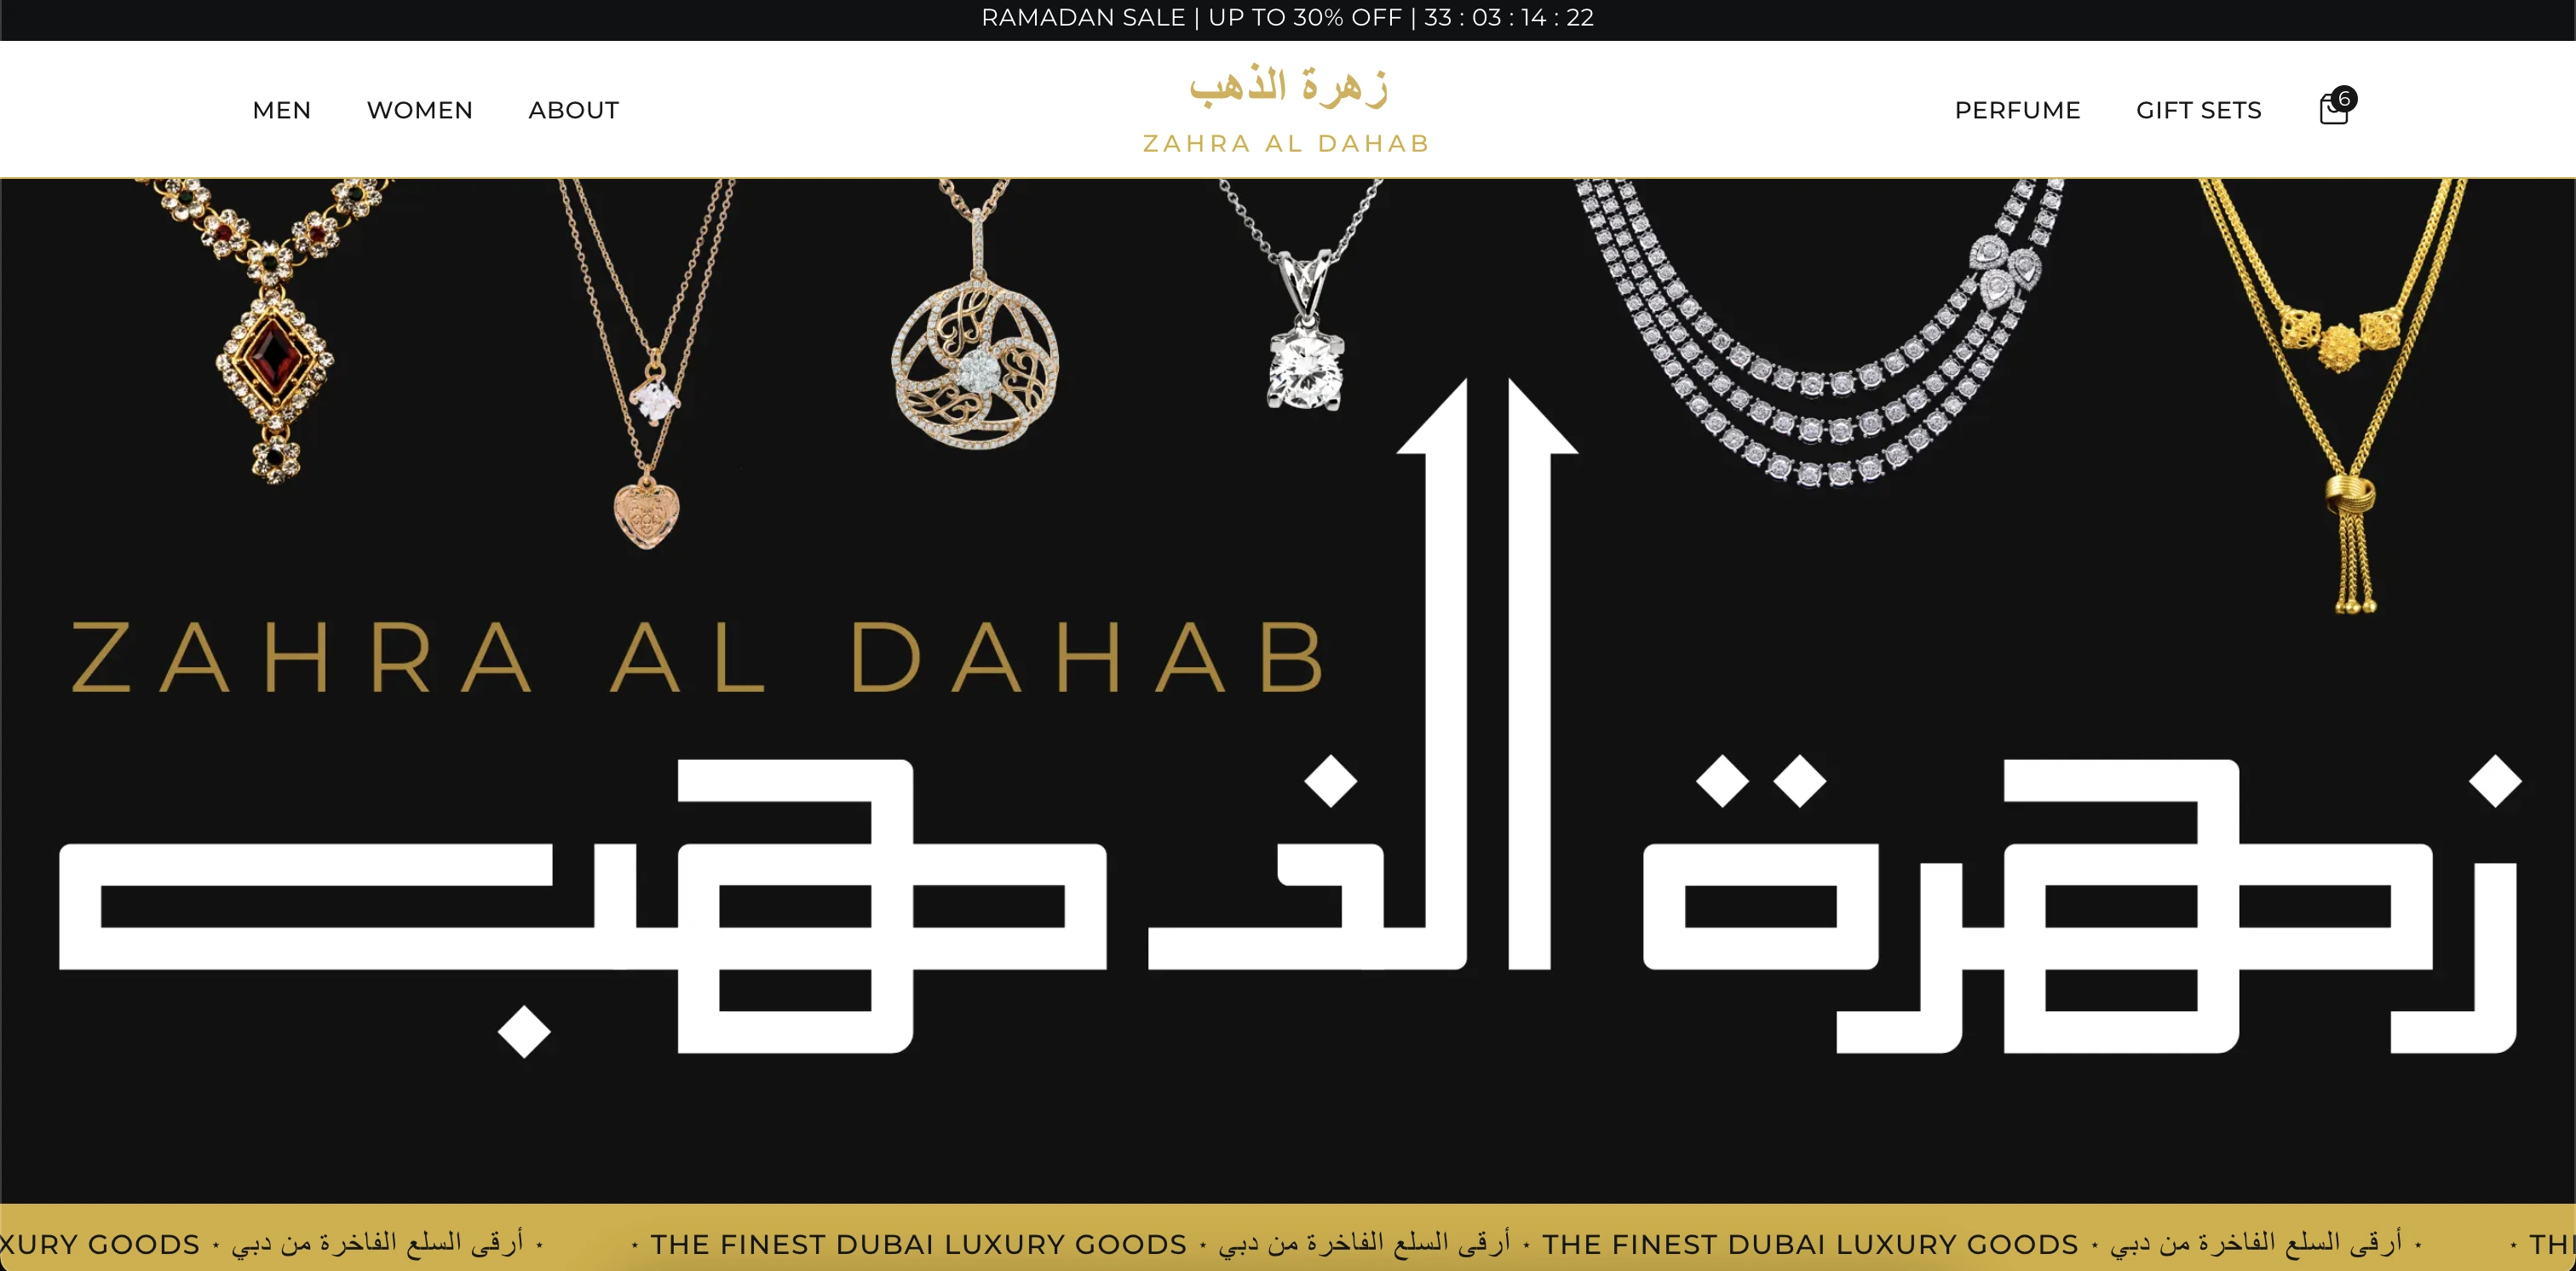 RAMADAN SALE | UP TO 30% OFF | 33 : 03 : 14 : 22
MEN WOMEN ABOUT
زهرة الذهب
ZAHRA AL DAHAB
PERFUME GIFT SETS 6
ZAHRA AL DAHAB
زهرة الذهب
XURY GOODS ⋆ أرقى السلع الفاخرة من دبي ⋆ ⋆ THE FINEST DUBAI LUXURY GOODS ⋆ أرقى السلع الفاخرة من دبي ⋆ THE FINEST DUBAI LUXURY GOODS ⋆ أرقى السلع الفاخرة من دبي ⋆ ⋆ TH